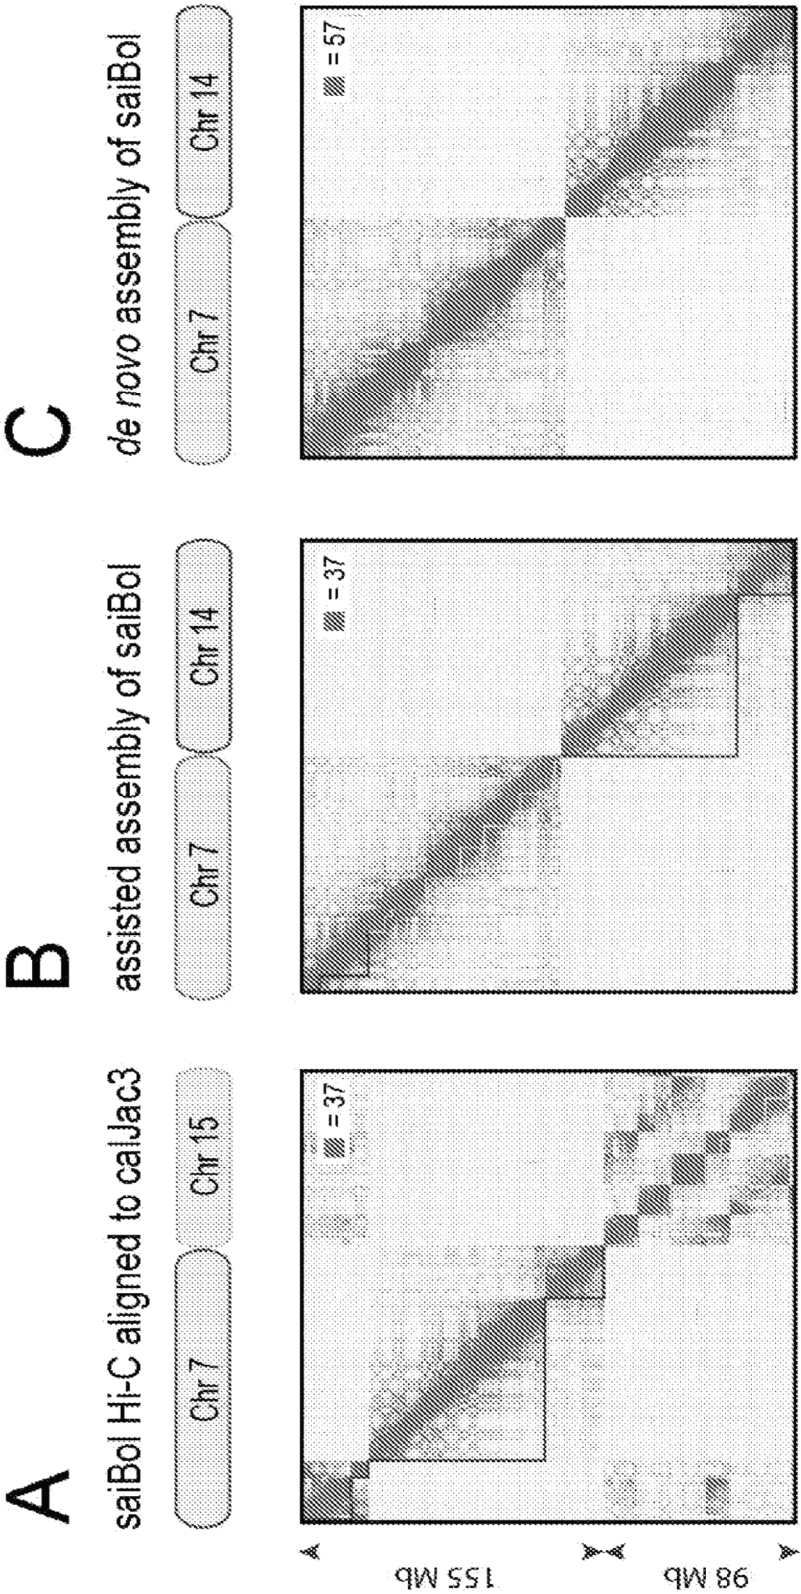 A
saiBol Hi-C aligned to calJac3
Chr 7
Chr 15
= 37
155 Mb
98 Mb
B
assisted assembly of saiBol
Chr 7
Chr 14
= 37
C
de novo assembly of saiBol
Chr 7
Chr 14
= 57